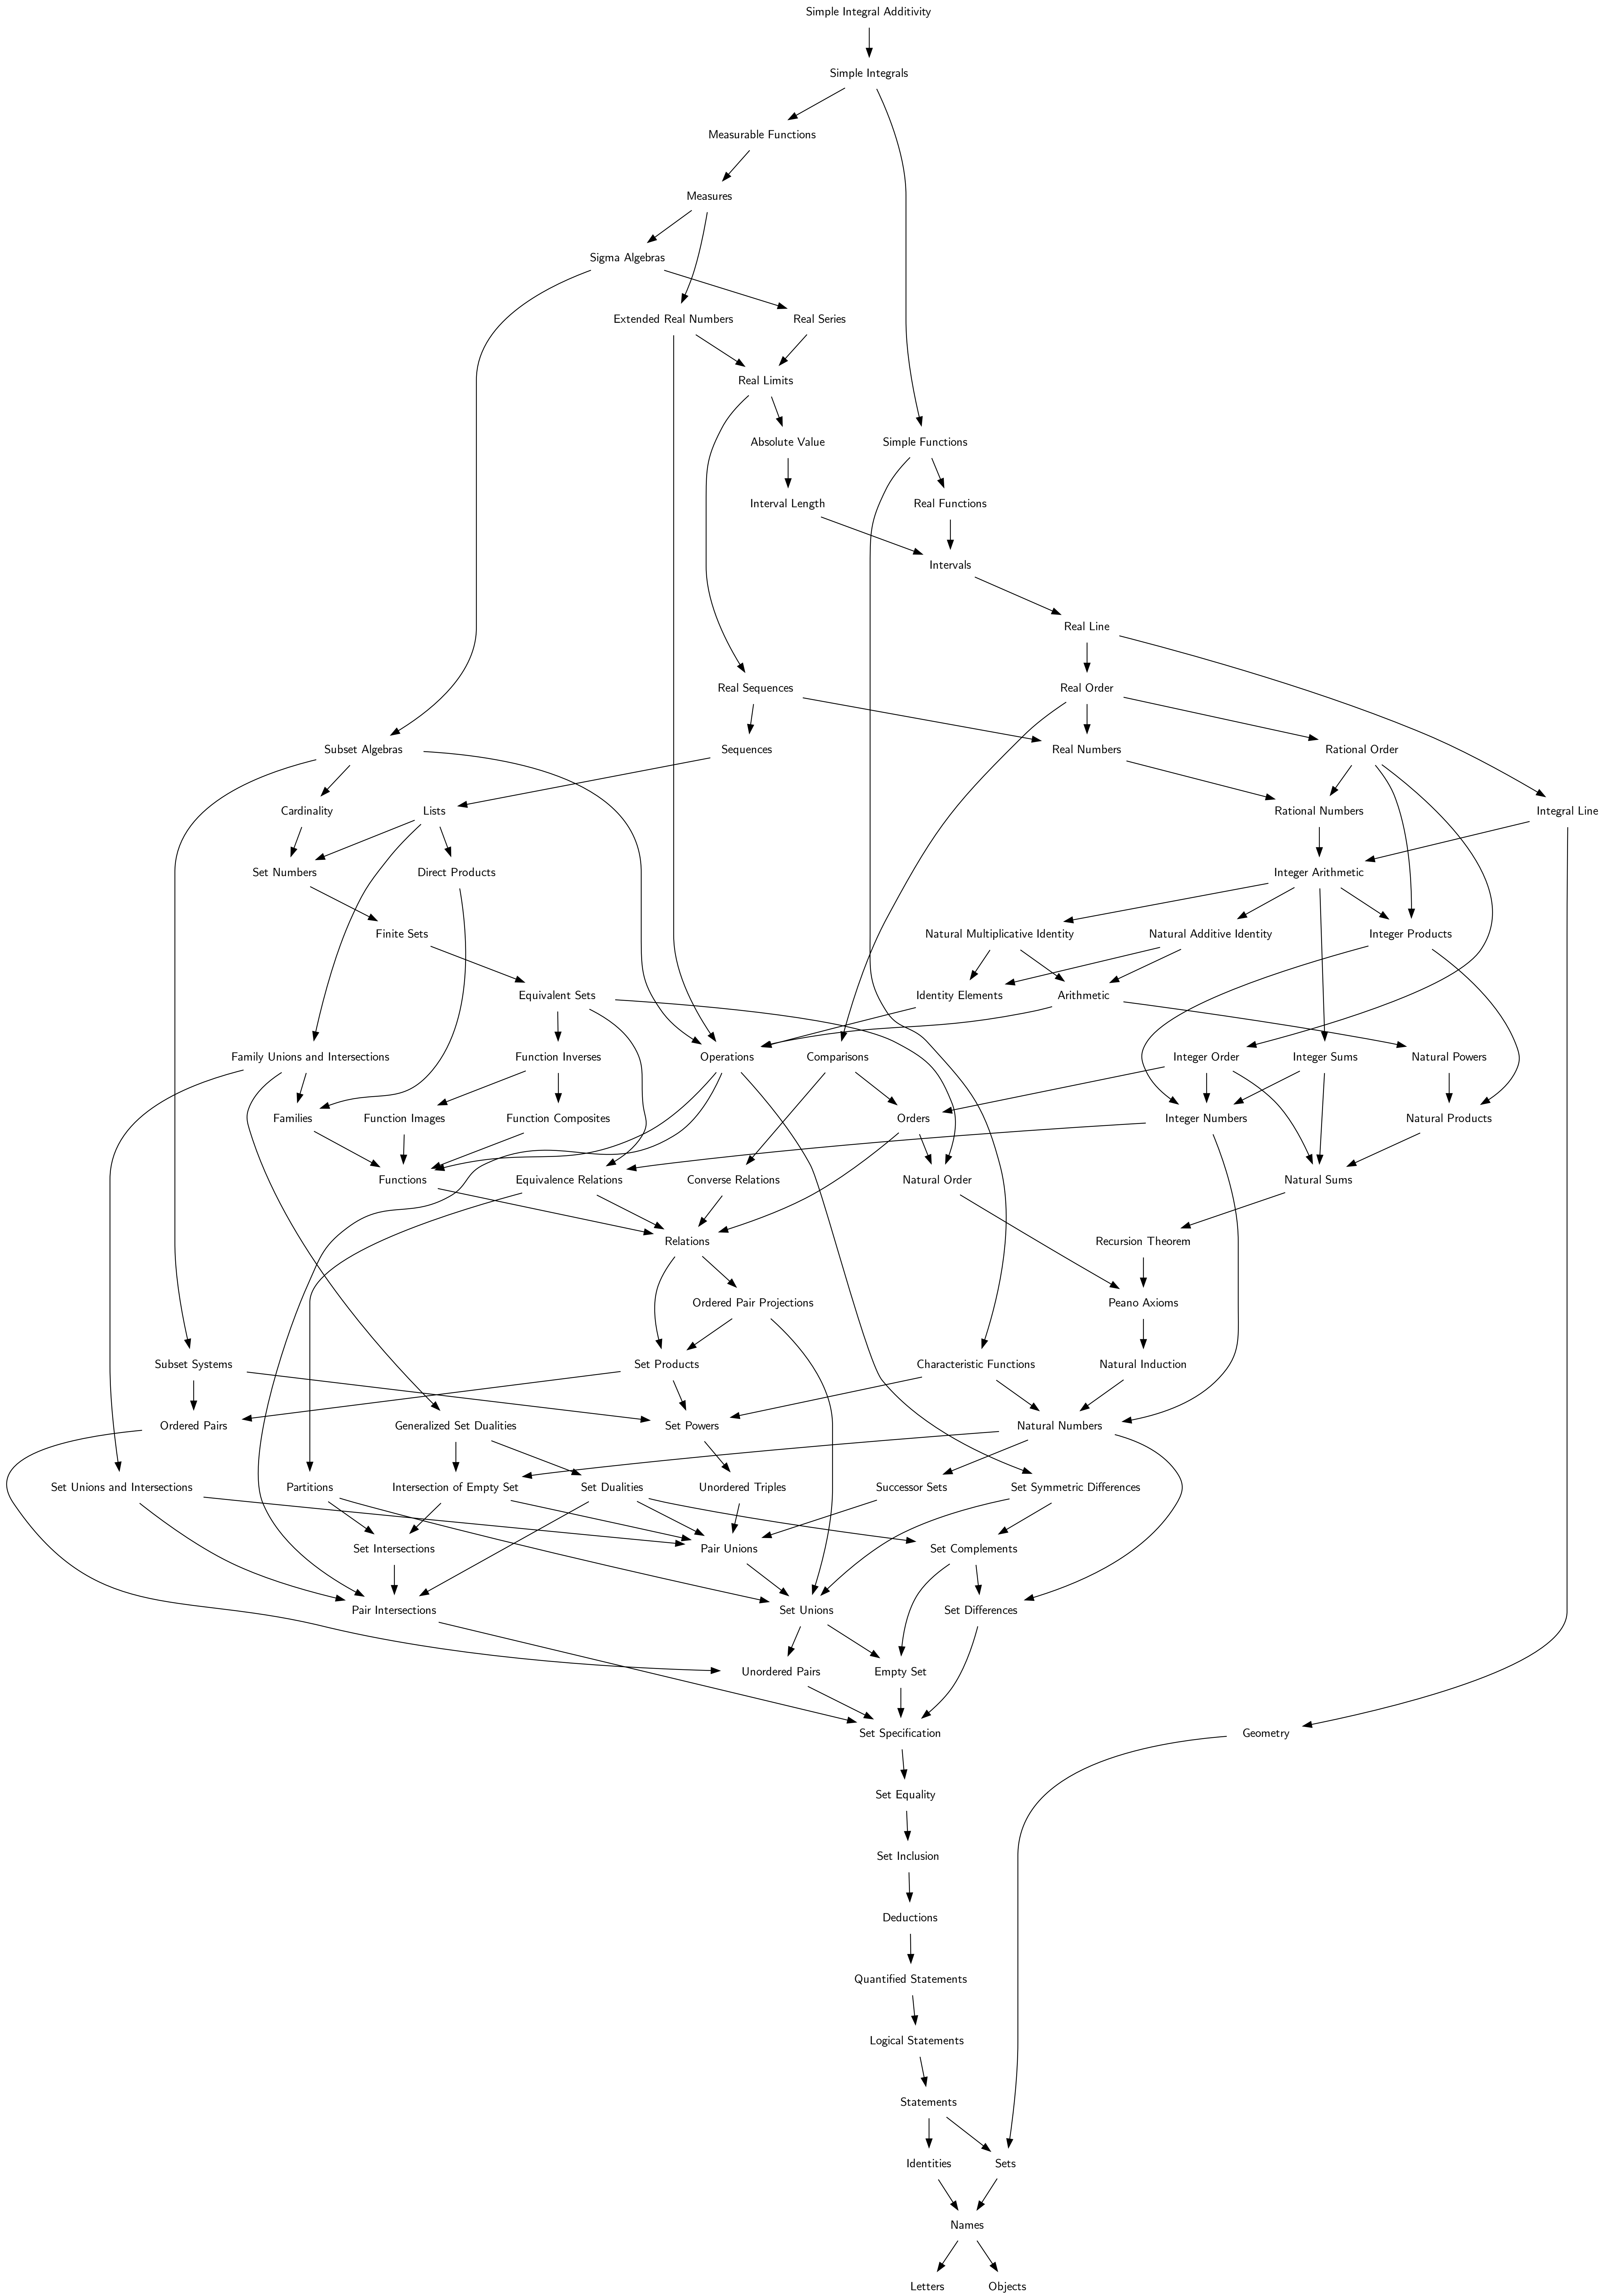 Simple Integral Additivity
Simple Integrals
Measurable Functions
Measures
Sigma Algebras
Extended Real Numbers
Real Series
Real Limits
Absolute Value
Simple Functions
Interval Length
Real Functions
Intervals
Real Line
Real Sequences
Real Order
Subset Algebras
Sequences
Real Numbers
Rational Order
Cardinality
Lists
Rational Numbers
Integral Line
Set Numbers
Direct Products
Integer Arithmetic
Finite Sets
Natural Multiplicative Identity
Natural Additive Identity
Integer Products
Equivalent Sets
Identity Elements
Arithmetic
Family Unions and Intersections
Function Inverses
Operations
Comparisons
Integer Order
Integer Sums
Natural Powers
Families
Function Images
Function Composites
Orders
Integer Numbers
Natural Products
Functions
Equivalence Relations
Converse Relations
Natural Order
Natural Sums
Relations
Recursion Theorem
Ordered Pair Projections
Peano Axioms
Subset Systems
Set Products
Characteristic Functions
Natural Induction
Ordered Pairs
Generalized Set Dualities
Set Powers
Natural Numbers
Set Unions and Intersections
Partitions
Intersection of Empty Set
Set Dualities
Unordered Triples
Successor Sets
Set Symmetric Differences
Set Intersections
Pair Unions
Set Complements
Pair Intersections
Set Unions
Set Differences
Unordered Pairs
Empty Set
Set Specification
Geometry
Set Equality
Set Inclusion
Deductions
Quantified Statements
Logical Statements
Statements
Identities
Sets
Names
Letters
Objects